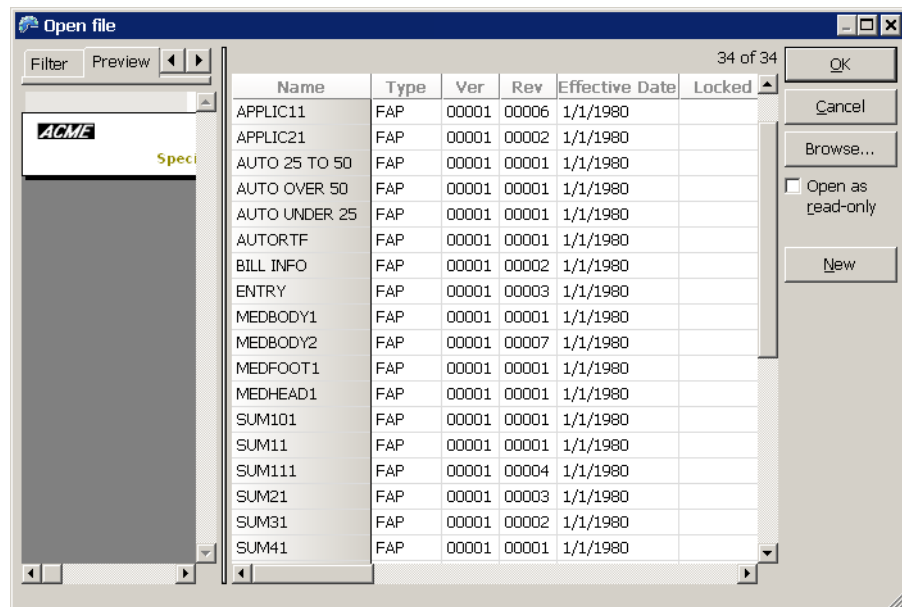 Open file
Filter Preview
ACME
Speci
34 of 34
Name Type Ver Rev Effective Date Locked
APPLIC11 FAP 00001 00006 1/1/1980
APPLIC21 FAP 00001 00002 1/1/1980
AUTO 25 TO 50 FAP 00001 00001 1/1/1980
AUTO OVER 50 FAP 00001 00001 1/1/1980
AUTO UNDER 25 FAP 00001 00001 1/1/1980
AUTORTF FAP 00001 00001 1/1/1980
BILL INFO FAP 00001 00002 1/1/1980
ENTRY FAP 00001 00003 1/1/1980
MEDBODY1 FAP 00001 00001 1/1/1980
MEDBODY2 FAP 00001 00007 1/1/1980
MEDFOOT1 FAP 00001 00001 1/1/1980
MEDHEAD1 FAP 00001 00001 1/1/1980
SUM101 FAP 00001 00001 1/1/1980
SUM11 FAP 00001 00001 1/1/1980
SUM111 FAP 00001 00004 1/1/1980
SUM21 FAP 00001 00003 1/1/1980
SUM31 FAP 00001 00002 1/1/1980
SUM41 FAP 00001 00001 1/1/1980
OK
Cancel
Browse...
Open as
read-only
New